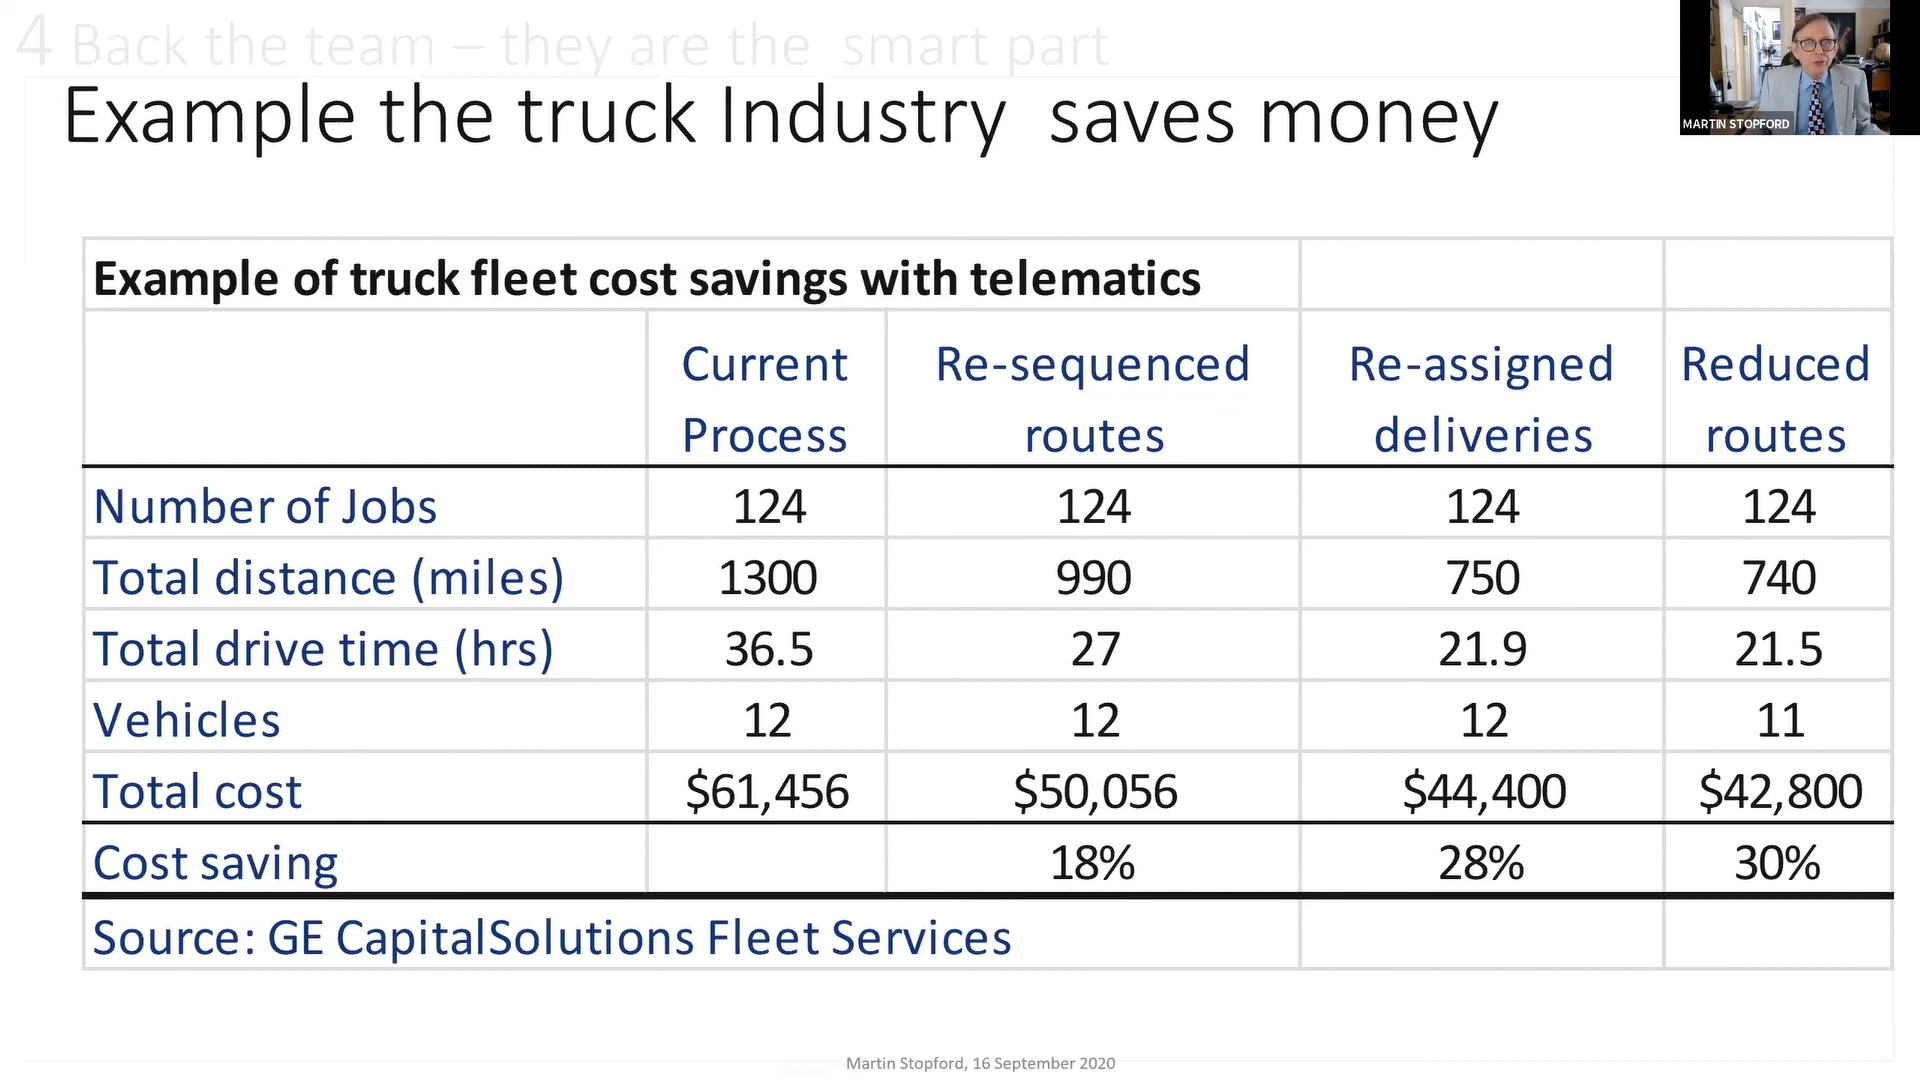 4 Back the team – they are the smart part
Example the truck Industry saves money
MARTIN STOPFORD
Example of truck fleet cost savings with telematics
Current Process Re-sequenced routes Re-assigned deliveries Reduced routes
Number of Jobs 124 124 124 124
Total distance (miles) 1300 990 750 740
Total drive time (hrs) 36.5 27 21.9 21.5
Vehicles 12 12 12 11
Total cost $61,456 $50,056 $44,400 $42,800
Cost saving 18% 28% 30%
Source: GE CapitalSolutions Fleet Services
Martin Stopford, 16 September 2020